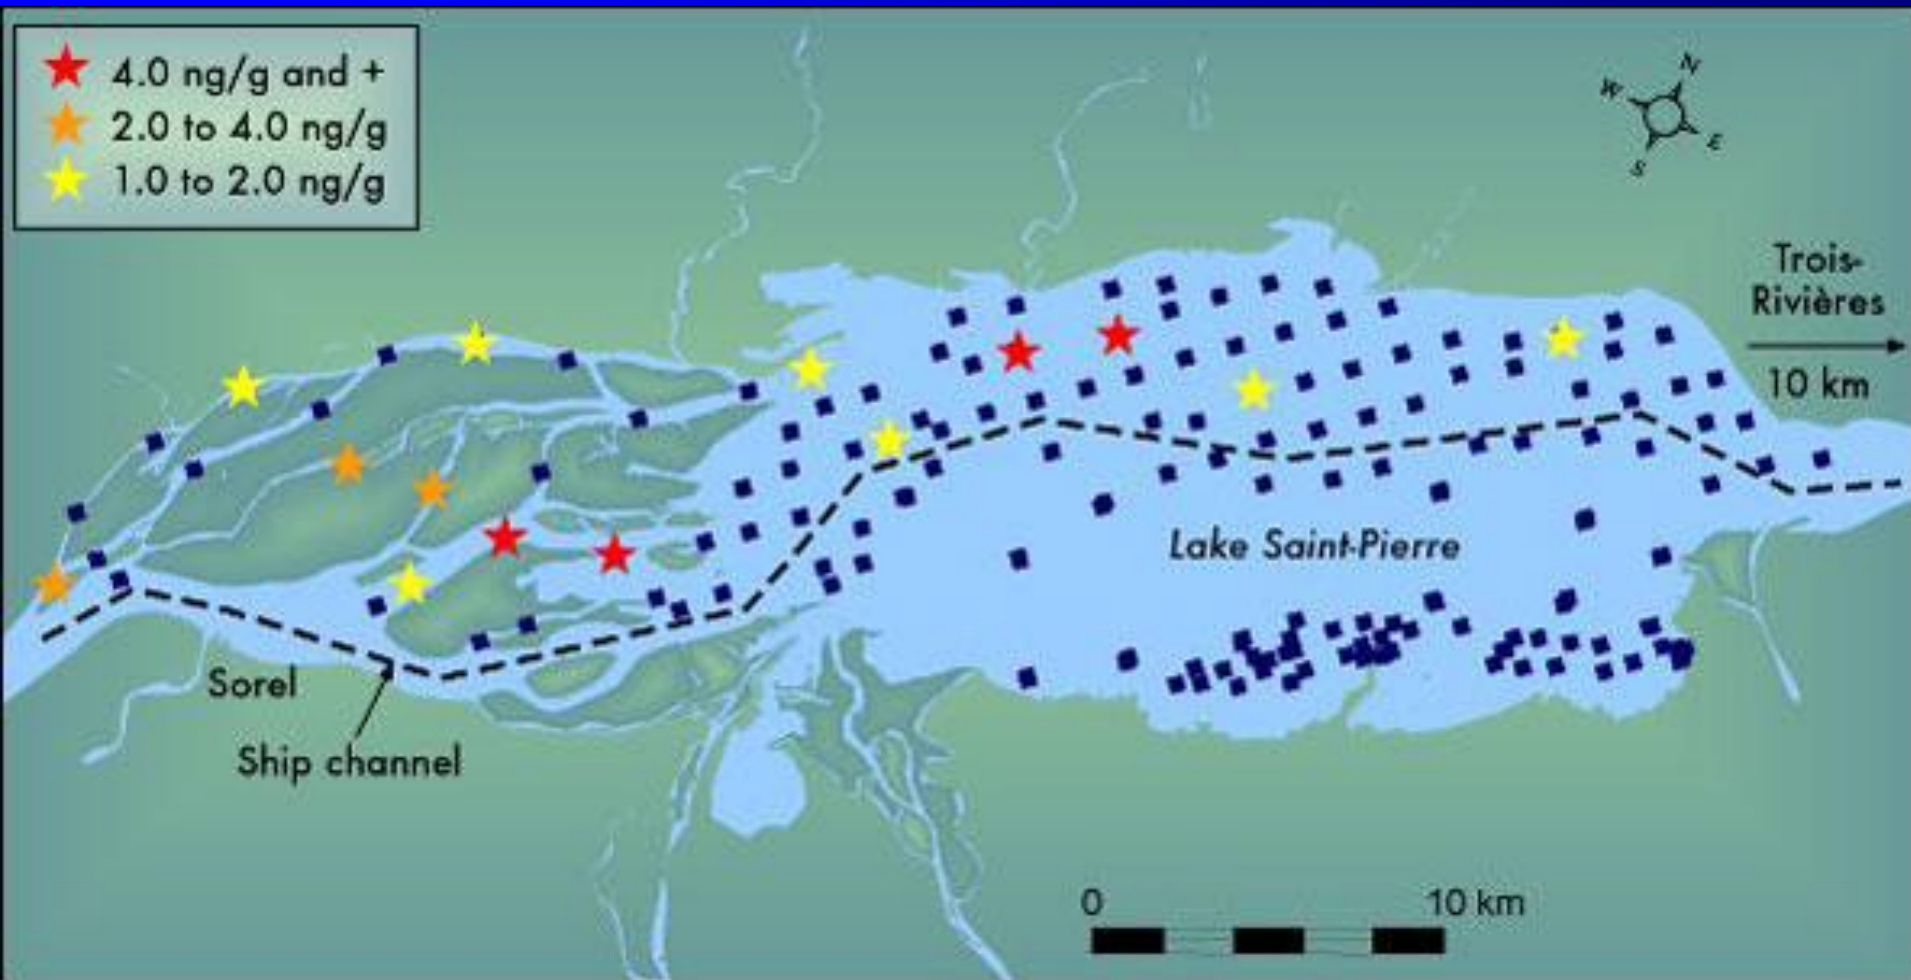 4.0 ng/g and +
2.0 to 4.0 ng/g
1.0 to 2.0 ng/g
N
W
E
S
Trois-
Rivières
10 km
Lake Saint-Pierre
Sorel
Ship channel
0 10 km